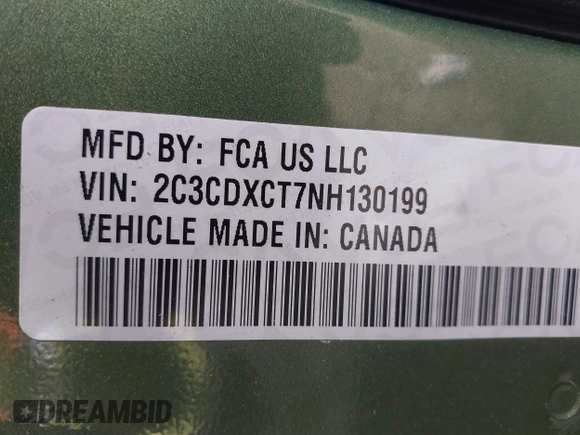 MFD BY: FCA US LLC
VIN: 2C3CDXCT7NH130199
VEHICLE MADE IN: CANADA
DREAMBID